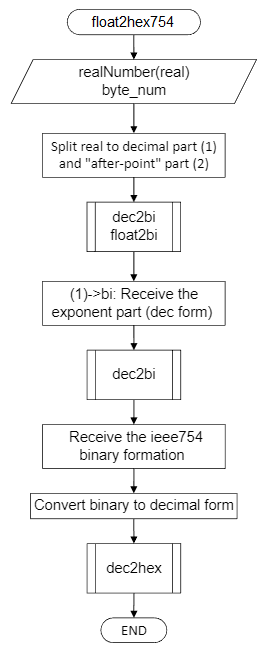 float2hex754
realNumber(real)
byte_num
Split real to decimal part (1)
and "after-point" part (2)
dec2bi
float2bi
(1)->bi: Receive the
exponent part (dec form)
dec2bi
Receive the ieee754
binary formation
Convert binary to decimal form
dec2hex
END